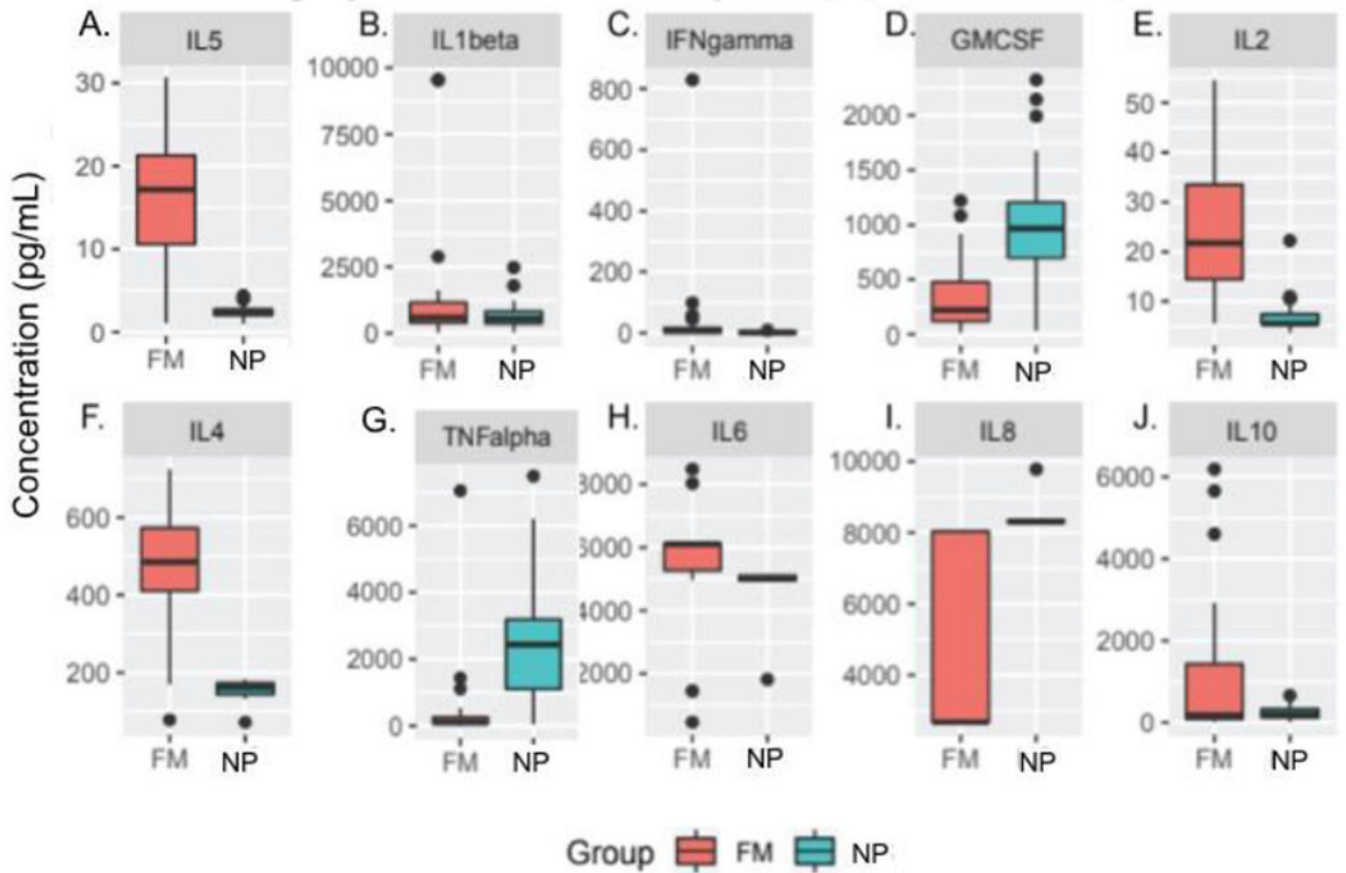 A. IL5
B. IL1beta
C. IFNgamma
D. GMCSF
E. IL2
Concentration (pg/mL)
30
20
10
0
FM NP
10000
7500
5000
2500
0
FM NP
800
600
400
200
0
FM NP
2000
1500
1000
500
0
FM NP
50
40
30
20
10
FM NP
F. IL4
G. TNFalpha
H. IL6
I. IL8
J. IL10
600
400
200
FM NP
6000
4000
2000
0
FM NP
8000
6000
4000
2000
FM NP
10000
8000
6000
4000
FM NP
6000
4000
2000
0
FM NP
Group FM NP